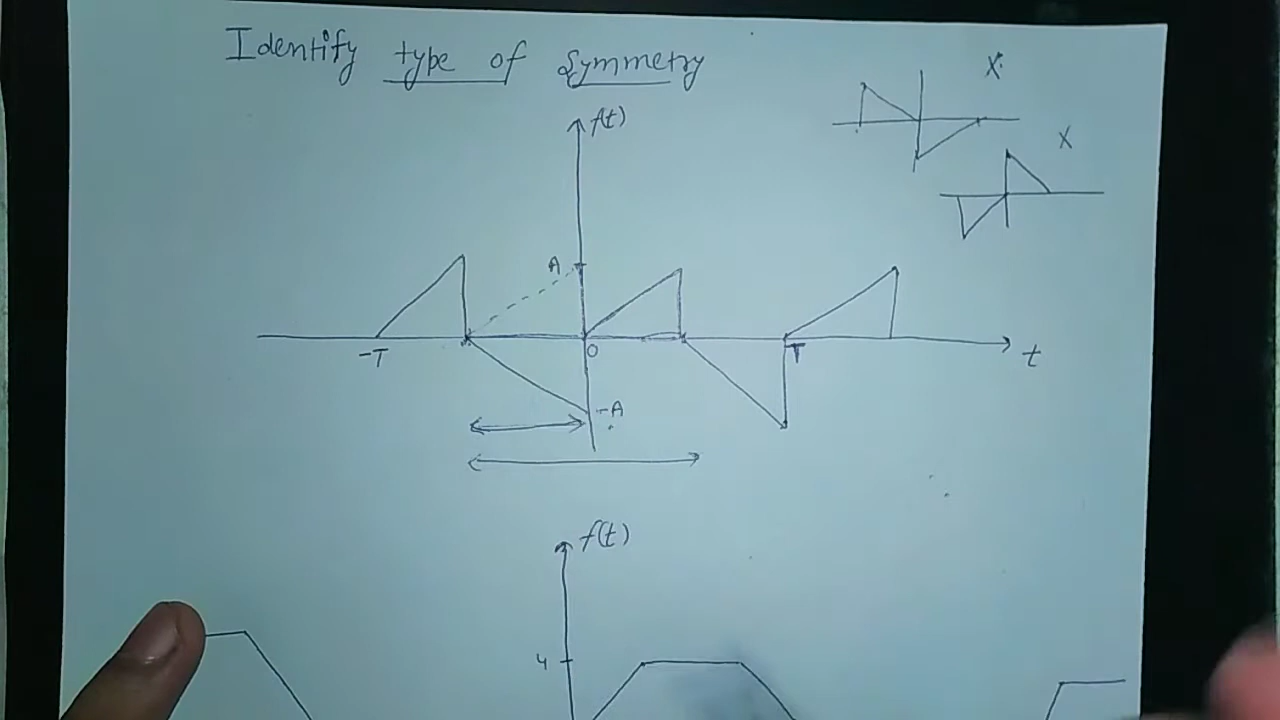 Identify type of Symmetry
X
f(t)
X
A
-T
0
T
t
-A
f(t)
4